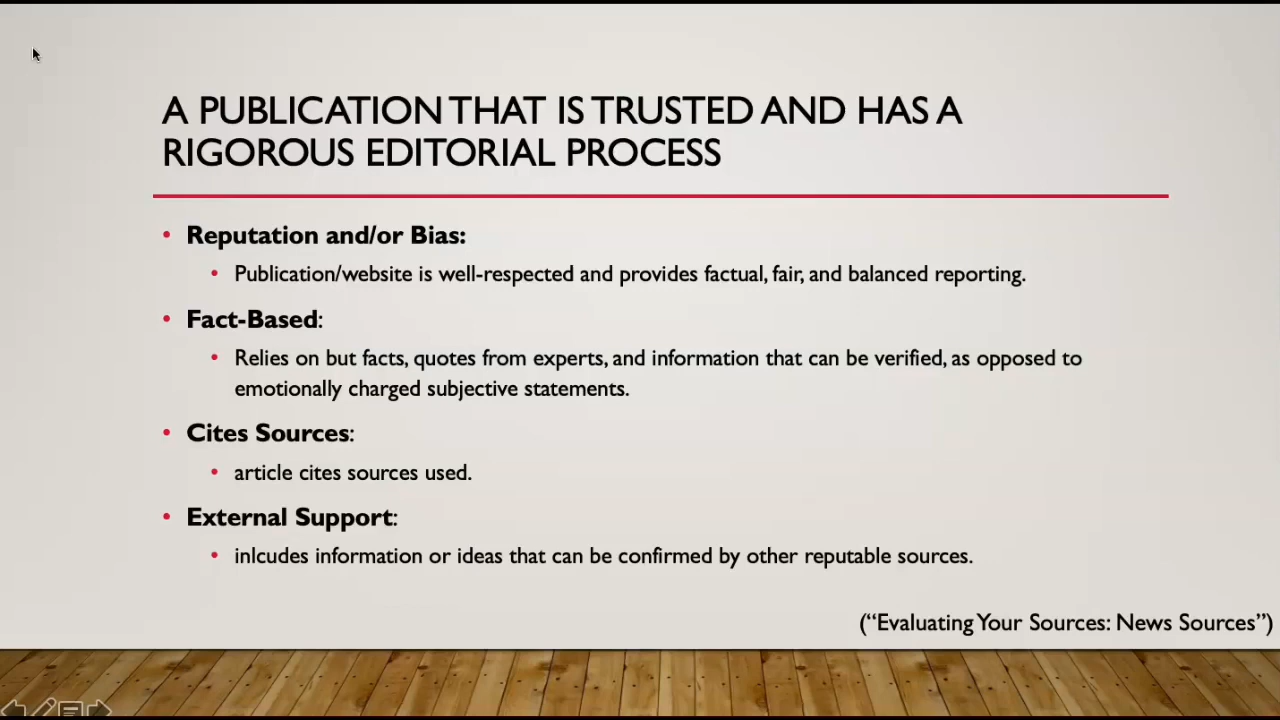 A PUBLICATION THAT IS TRUSTED AND HAS A
RIGOROUS EDITORIAL PROCESS
• Reputation and/or Bias:
• Publication/website is well-respected and provides factual, fair, and balanced reporting.
• Fact-Based:
• Relies on but facts, quotes from experts, and information that can be verified, as opposed to
emotionally charged subjective statements.
• Cites Sources:
• article cites sources used.
• External Support:
• inlcudes information or ideas that can be confirmed by other reputable sources.
(“Evaluating Your Sources: News Sources”)